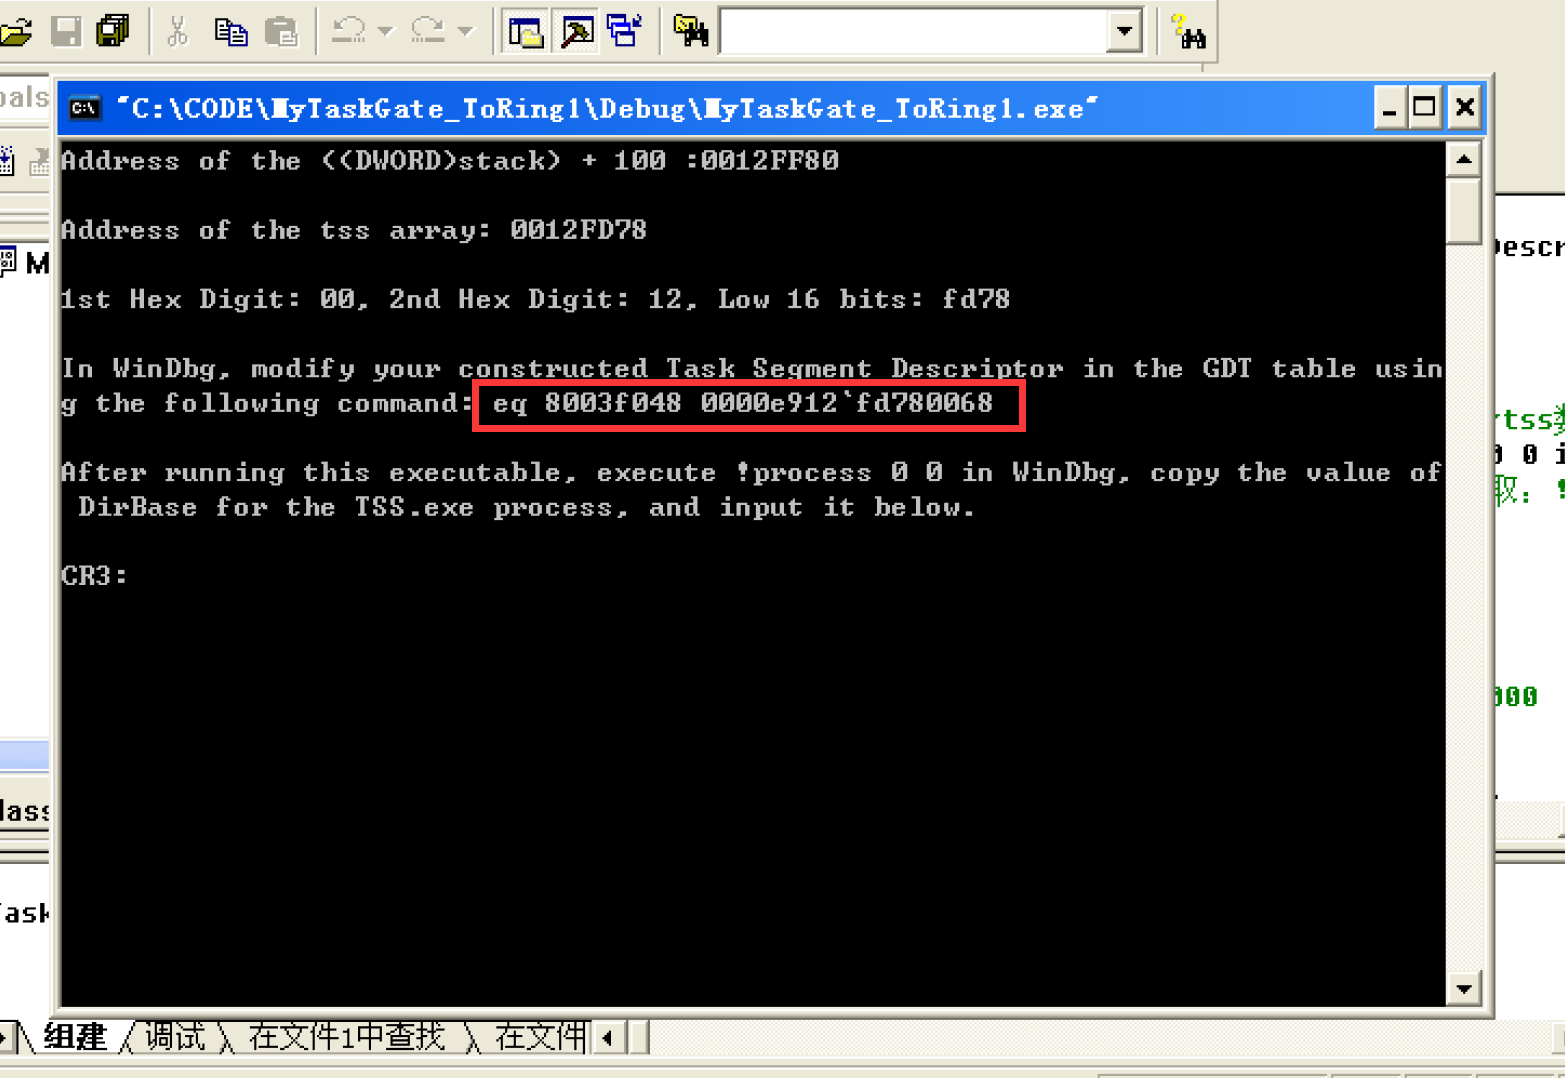 "C:\CODE\MyTaskGate_ToRing1\Debug\MyTaskGate_ToRing1.exe"
Address of the ((DWORD)stack) + 100 :0012FF80
Address of the tss array: 0012FD78
1st Hex Digit: 00, 2nd Hex Digit: 12, Low 16 bits: fd78
In WinDbg, modify your constructed Task Segment Descriptor in the GDT table usin
g the following command: eq 8003f048 0000e912`fd780068
After running this executable, execute !process 0 0 in WinDbg, copy the value of
DirBase for the TSS.exe process, and input it below.
CR3:
组建 调试 在文件1中查找 在文件